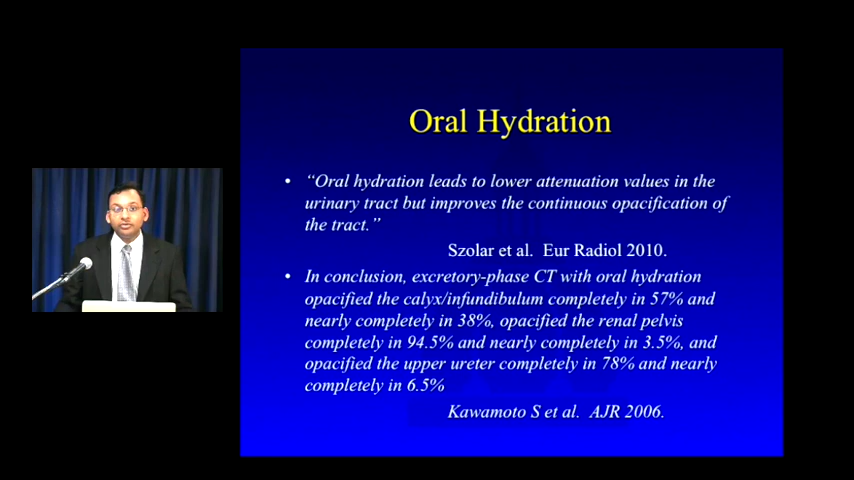 Oral Hydration
• “Oral hydration leads to lower attenuation values in the
urinary tract but improves the continuous opacification of
the tract.”
Szolar et al.  Eur Radiol 2010.
• In conclusion, excretory-phase CT with oral hydration
opacified the calyx/infundibulum completely in 57% and
nearly completely in 38%, opacified the renal pelvis
completely in 94.5% and nearly completely in 3.5%, and
opacified the upper ureter completely in 78% and nearly
completely in 6.5%
Kawamoto S et al.  AJR 2006.